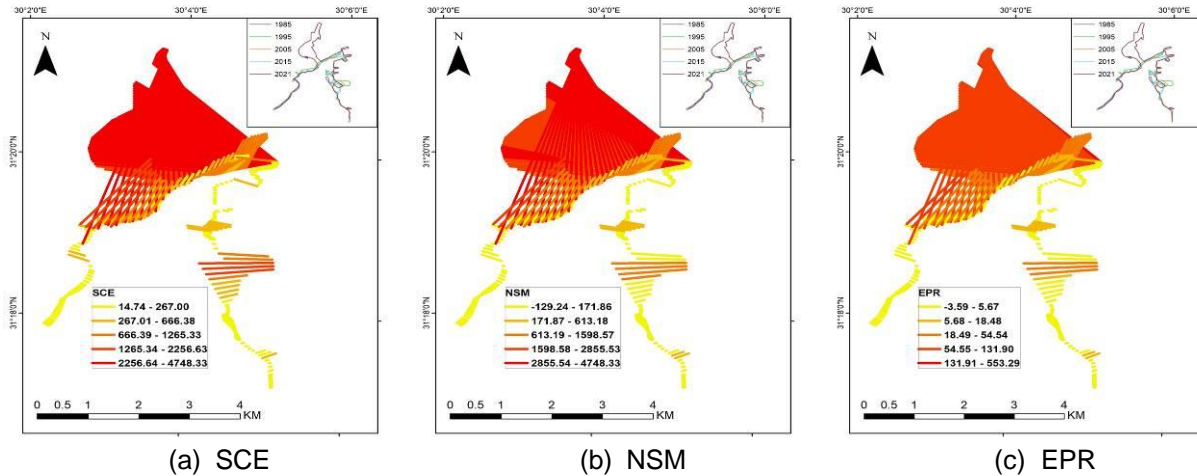 30°2'0"E 30°4'0"E 30°6'0"E
N
1985
1995
2005
2015
2021
31°20'0"N
31°18'0"N
SCE
14.74 - 267.00
267.01 - 666.38
666.39 - 1265.33
1265.34 - 2256.63
2256.64 - 4748.33
0 0.5 1 2 3 4
KM
(a) SCE
30°2'0"E 30°4'0"E 30°6'0"E
N
1985
1995
2005
2015
2021
31°20'0"N
31°18'0"N
NSM
-129.24 - 171.86
171.87 - 613.18
613.19 - 1598.57
1598.58 - 2855.53
2855.54 - 4748.33
0 0.5 1 2 3 4
KM
(b) NSM
30°2'0"E 30°4'0"E 30°6'0"E
N
1985
1995
2005
2015
2021
31°20'0"N
31°18'0"N
EPR
-3.59 - 5.67
5.68 - 18.48
18.49 - 54.54
54.55 - 131.90
131.91 - 553.29
0 0.5 1 2 3 4
KM
(c) EPR